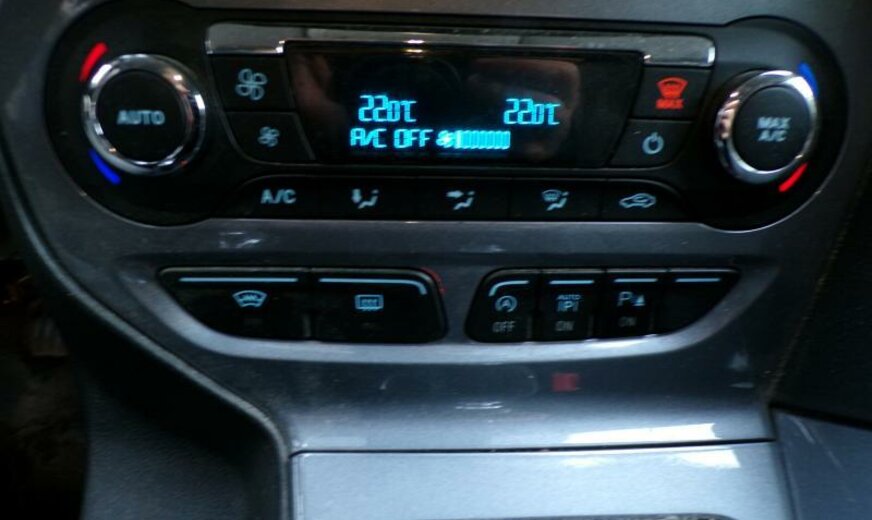 AUTO
22.0°C 22.0°C
A/C OFF
MAX
MAX
A/C
A/C
OFF
AUTO
P
ON
P
ON